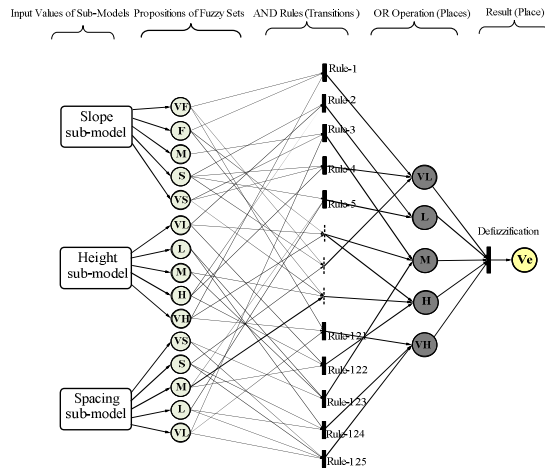 Input Values of Sub-Models Propositions of Fuzzy Sets AND Rules (Transitions ) OR Operation (Places) Result (Place)
Slope
sub-model
Height
sub-model
Spacing
sub-model
VF
F
M
S
VS
VL
L
M
H
VH
VS
S
M
L
VL
Rule-1
Rule-2
Rule-3
Rule-4
Rule-5
Rule-121
Rule-122
Rule-123
Rule-124
Rule-125
VL
L
M
H
VH
Defuzzification
Ve